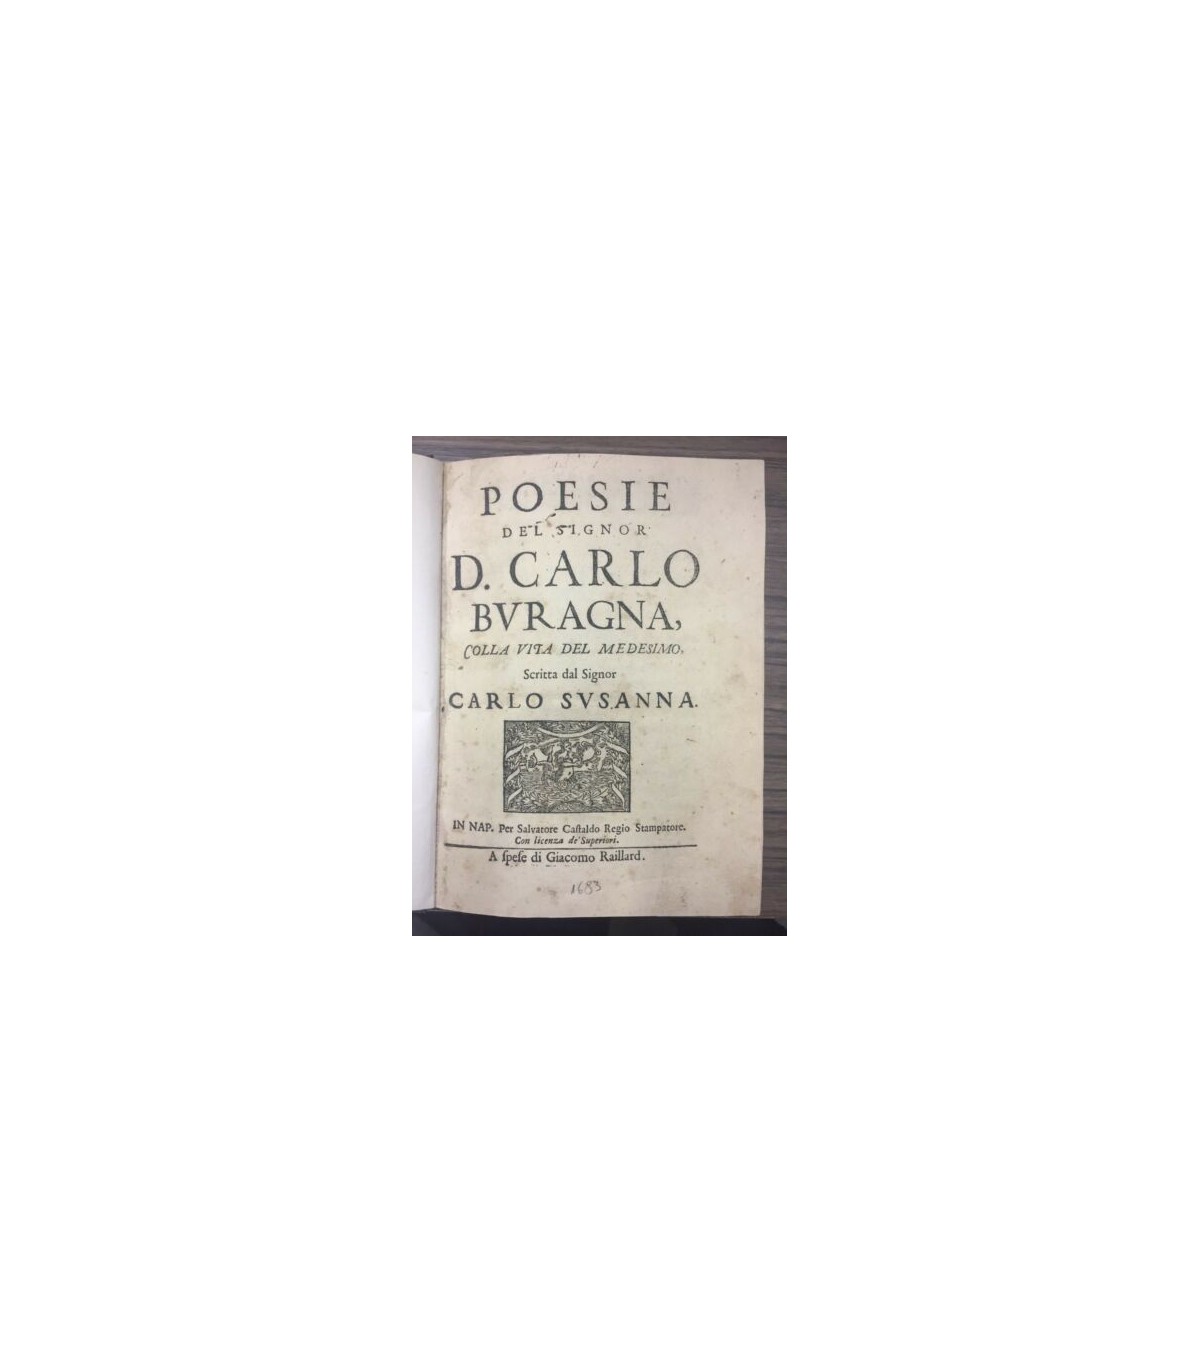 POESIE
DEL SIGNOR
D. CARLO
BVRAGNA,
COLLA VITA DEL MEDESIMO,
Scritta dal Signor
CARLO SVSANNA.
IN NAP. Per Salvatore Caſtaldo Regio Stampatore.
Con licenza de' Superiori.
A ſpeſe di Giacomo Raillard.
1683